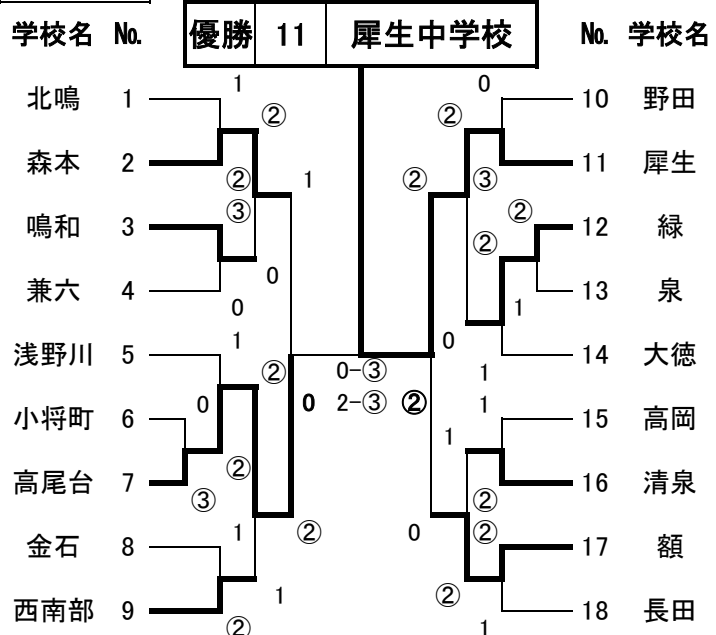 学校名 No. 優勝 11 犀生中学校 No. 学校名
1 0
北鳴 1 10 野田
② ②
森本 2 11 犀生
② 1 ② ③
③ ②
鳴和 3 12 緑
②
0
兼六 4 13 泉
0 1
1 0
浅野川 5 14 大徳
② 0-③ 1
0 0 2-③ ② 1
小将町 6 15 高岡
1
② 
高尾台 7 16 清泉
③ ②
1 ② 0 ②
金石 8 17 額
1 ②
西南部 9 18 長田
② 1